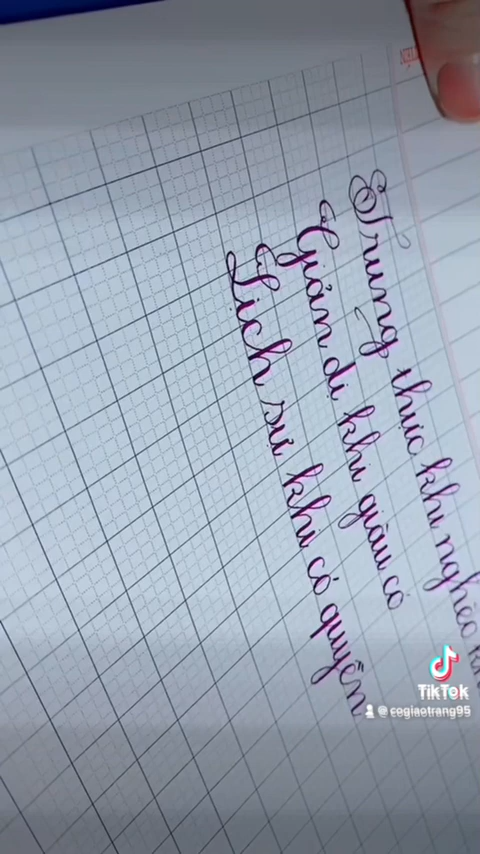 Trung thực khi nghèo
Giản dị khi giàu có
Lịch sự khi có quyền
TikTok
@cogiaotrang95